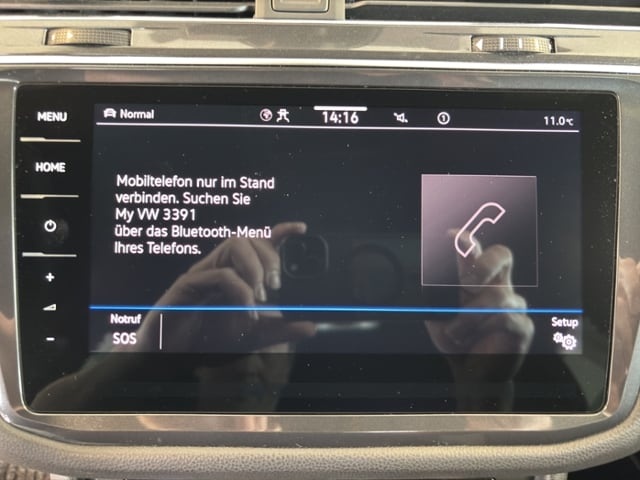 MENU
HOME
+
-
Normal
14:16
1
11.0°C
Mobiltelefon nur im Stand
verbinden. Suchen Sie
My VW 3391
über das Bluetooth-Menü
Ihres Telefons.
Notruf
SOS
Setup